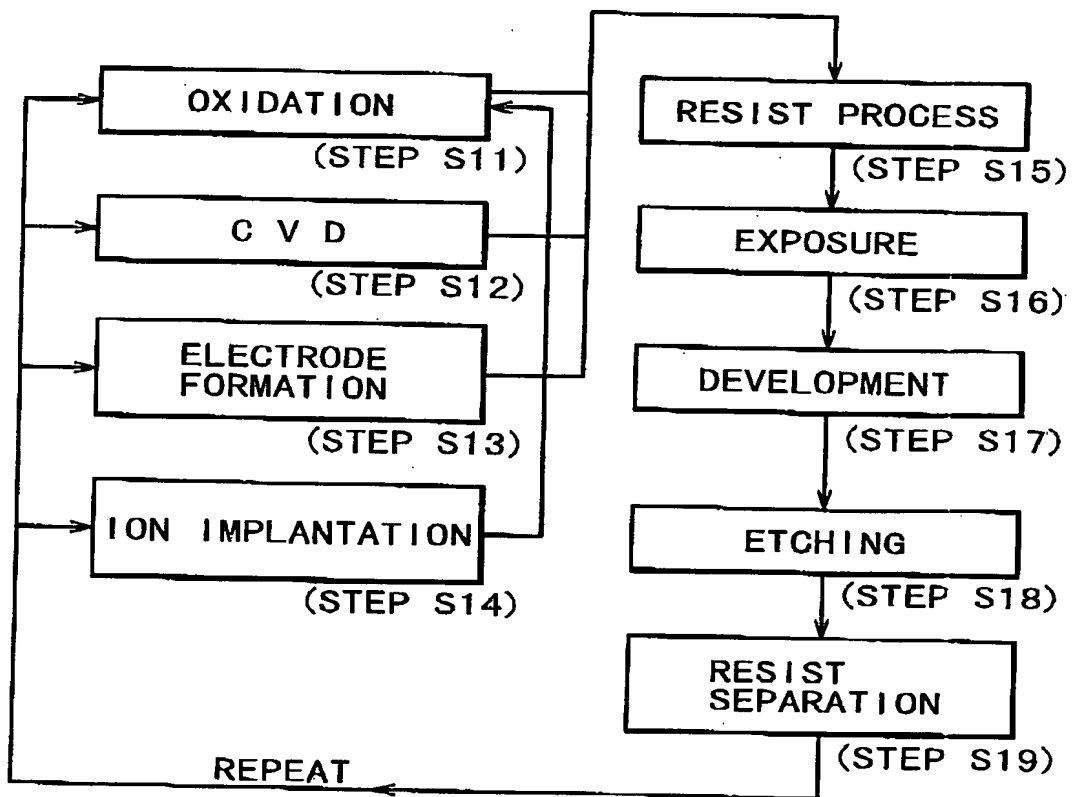 OXIDATION
(STEP S11)
C V D
(STEP S12)
ELECTRODE
FORMATION
(STEP S13)
ION IMPLANTATION
(STEP S14)
RESIST PROCESS
(STEP S15)
EXPOSURE
(STEP S16)
DEVELOPMENT
(STEP S17)
ETCHING
(STEP S18)
RESIST
SEPARATION
(STEP S19)
REPEAT